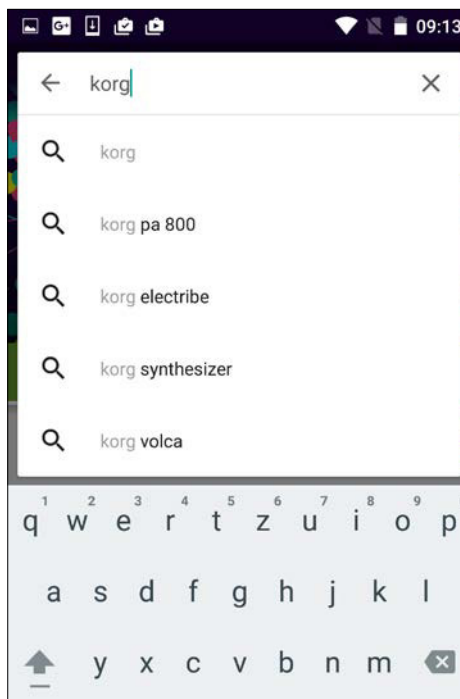 G+ 09:13
korg
korg
korg pa 800
korg electribe
korg synthesizer
korg volca
1 2 3 4 5 6 7 8 9
q w e r t z u i o p
a s d f g h j k l
y x c v b n m